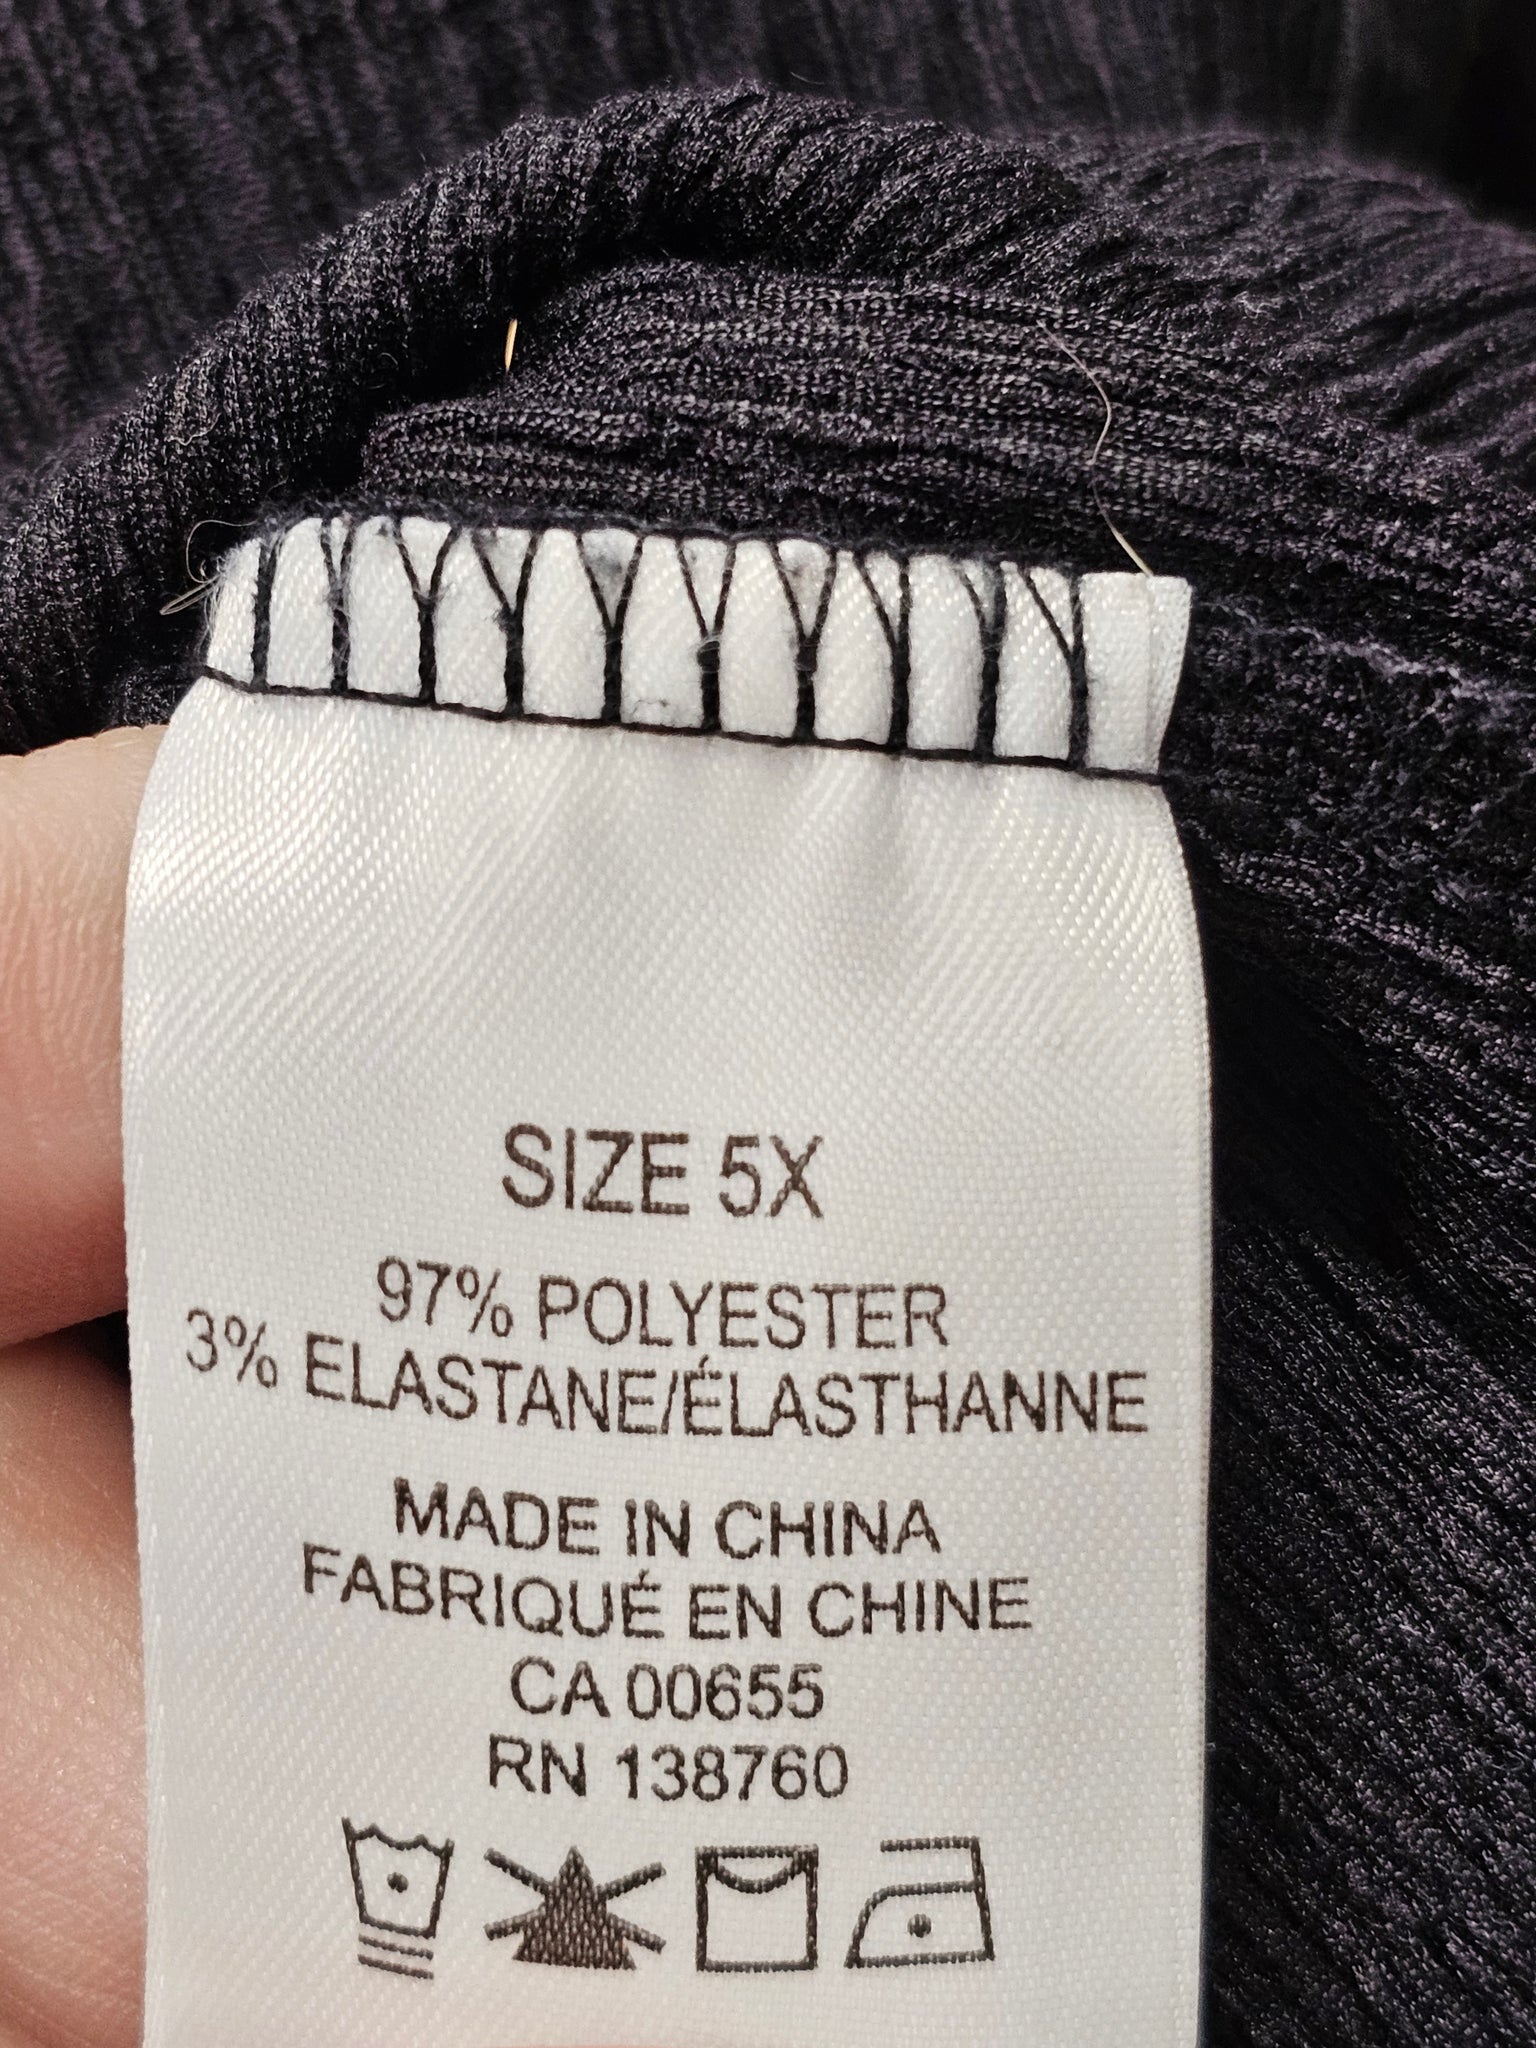 SIZE 5X
97% POLYESTER
3% ELASTANE/ÉLASTHANNE
MADE IN CHINA
FABRIQUÉ EN CHINE
CA 00655
RN 138760